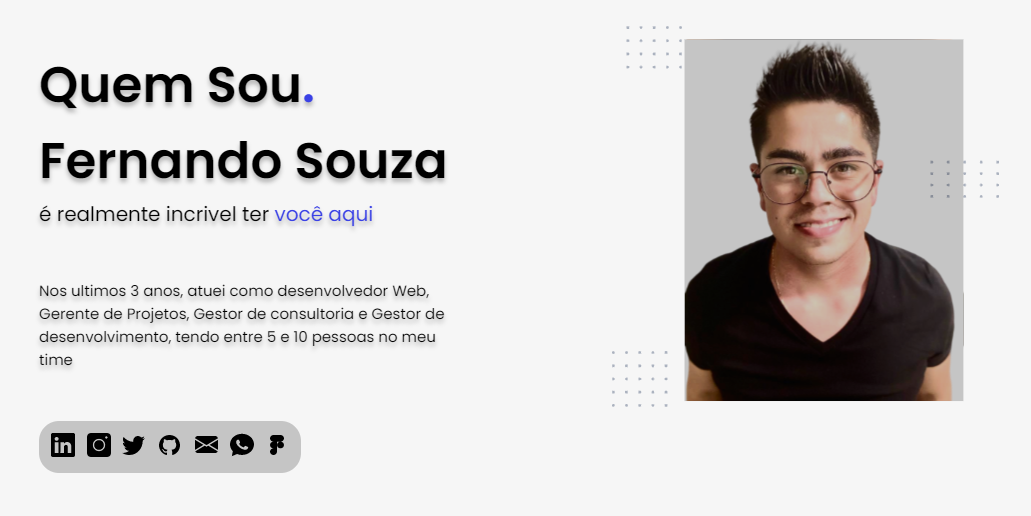 Quem Sou.
Fernando Souza
é realmente incrivel ter você aqui
Nos ultimos 3 anos, atuei como desenvolvedor Web,
Gerente de Projetos, Gestor de consultoria e Gestor de
desenvolvimento, tendo entre 5 e 10 pessoas no meu
time